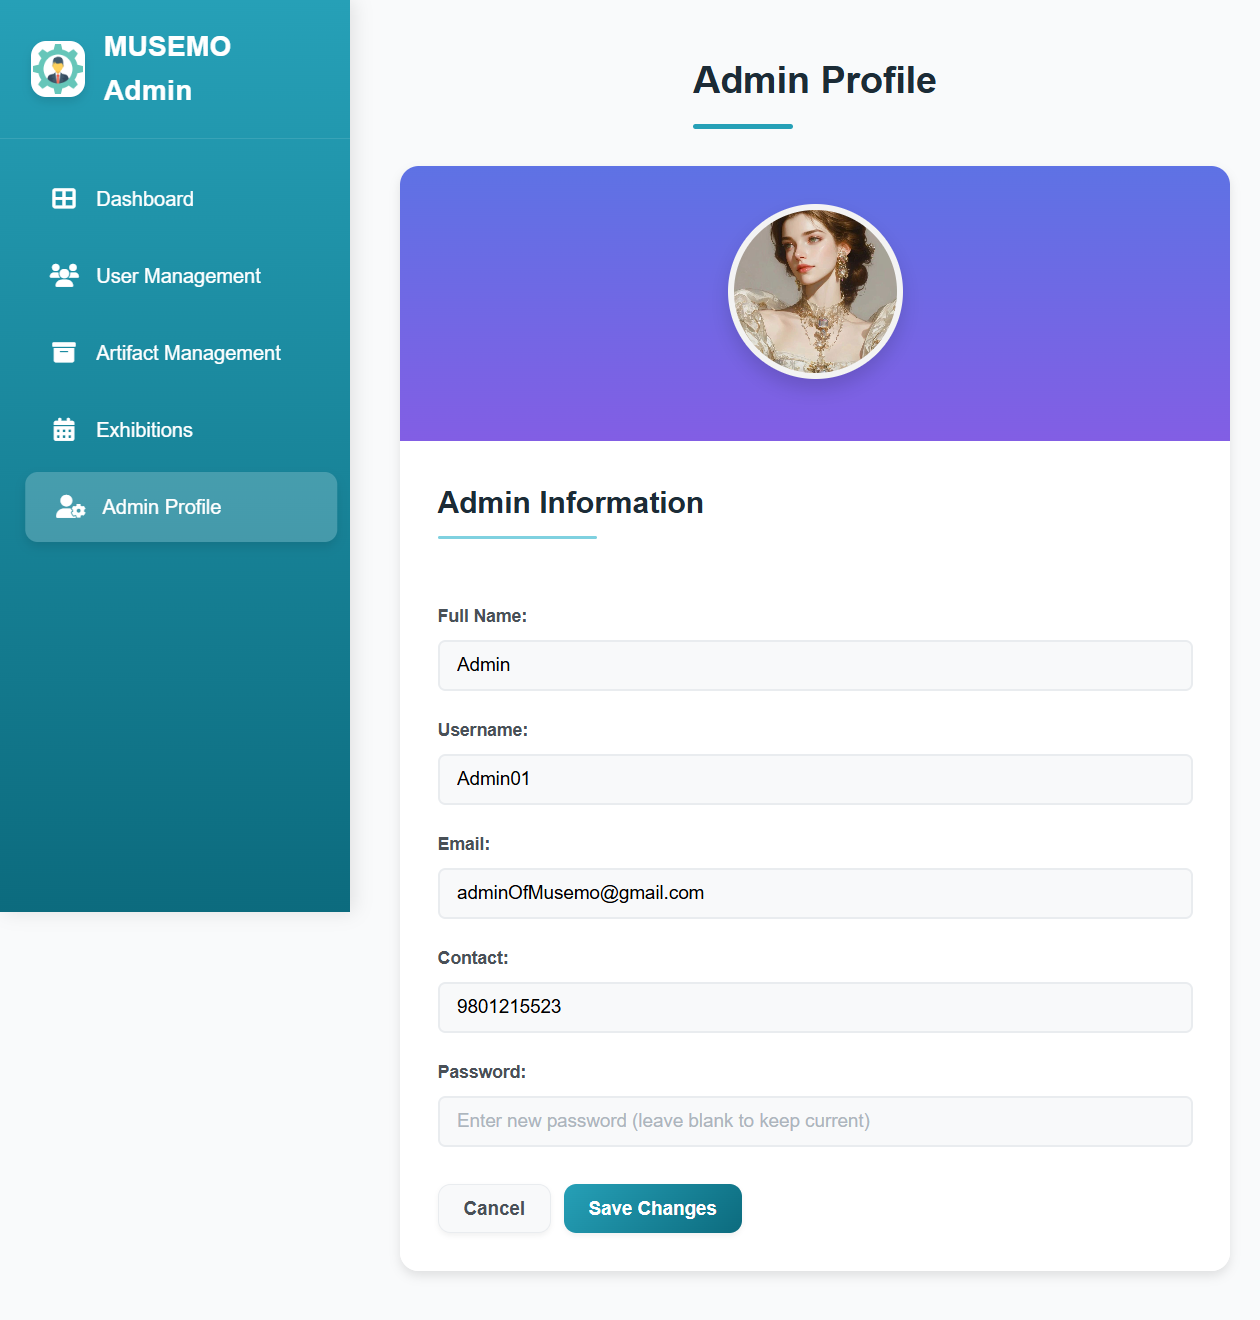 MUSEMO
Admin
Dashboard
User Management
Artifact Management
Exhibitions
Admin Profile
Admin Profile
Admin Information
Full Name:
Admin
Username:
Admin01
Email:
adminOfMusemo@gmail.com
Contact:
9801215523
Password:
Enter new password (leave blank to keep current)
Cancel
Save Changes